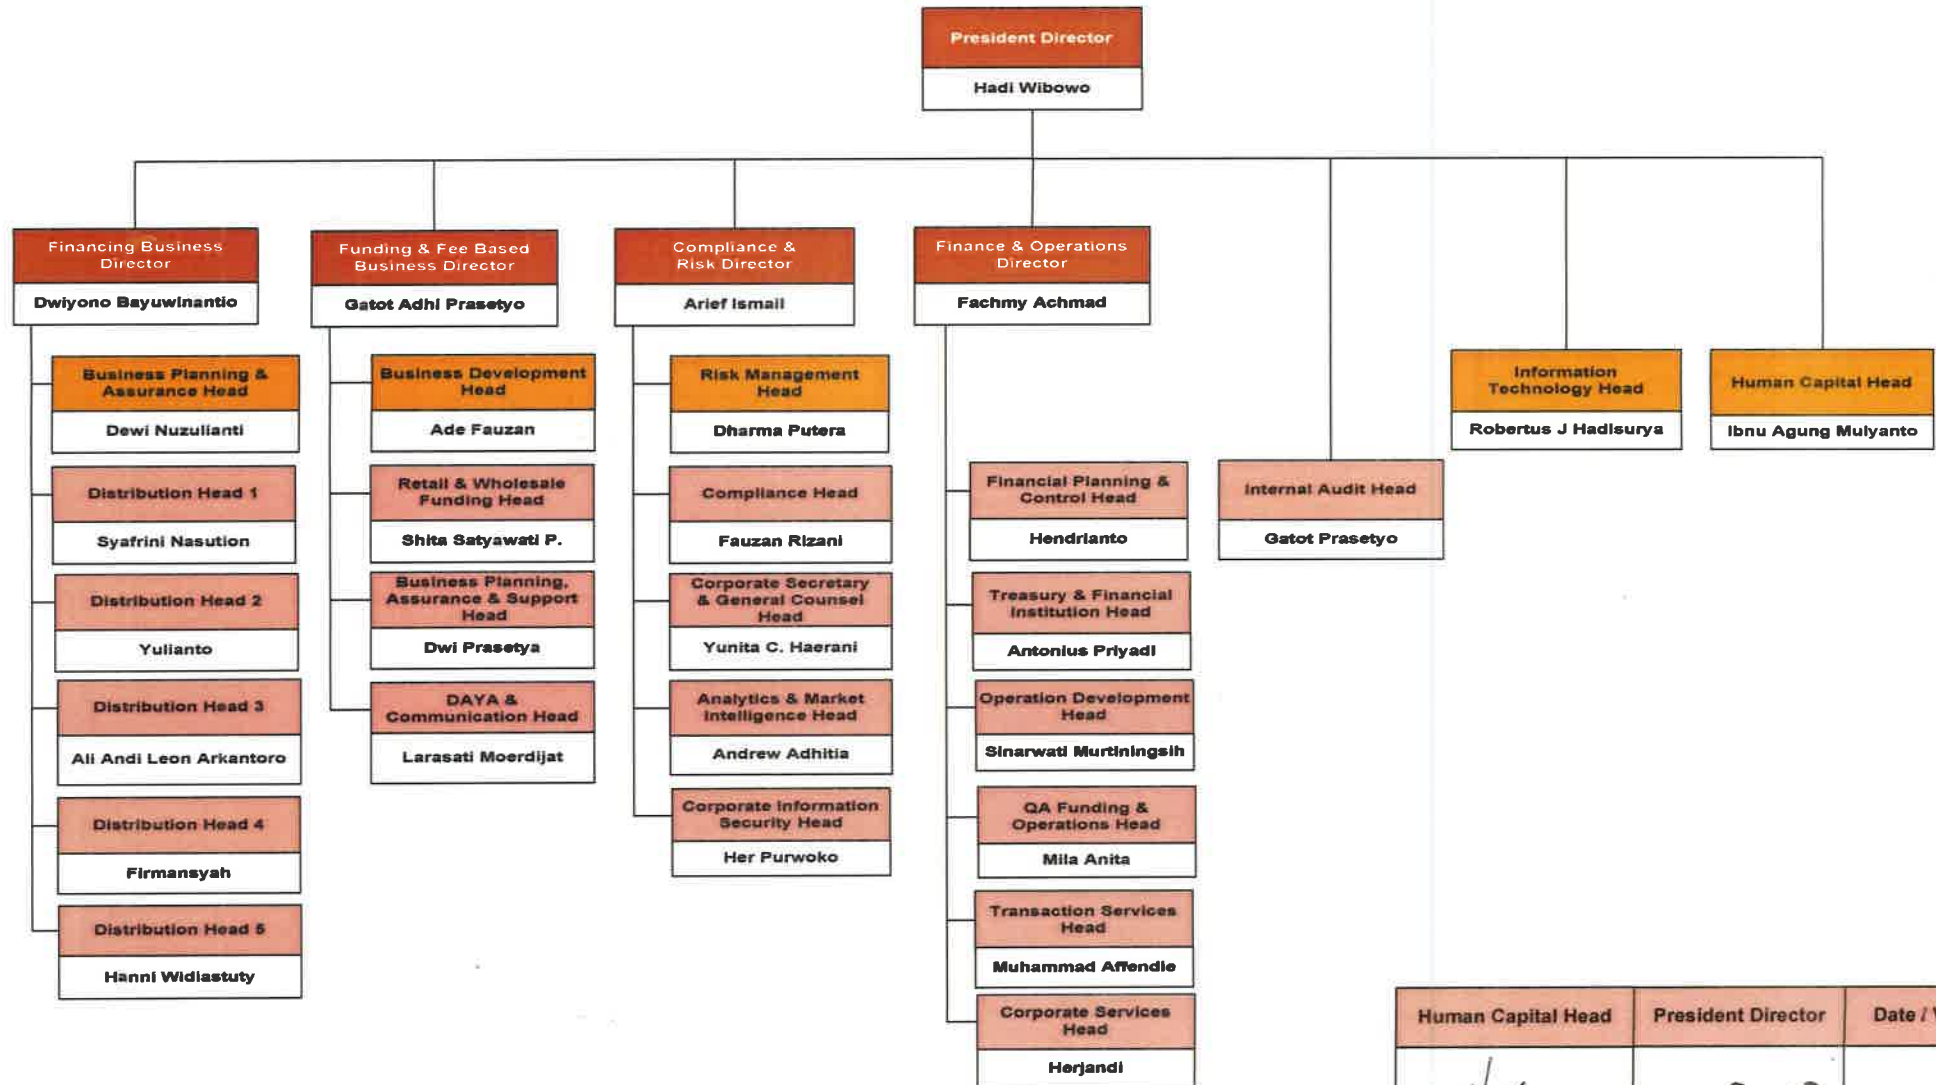 President Director
Hadi Wibowo
Financing Business
Director
Dwiyono Bayuwinantio
Funding & Fee Based
Business Director
Gatot Adhi Prasetyo
Compliance &
Risk Director
Arief Ismail
Finance & Operations
Director
Fachmy Achmad
Business Planning &
Assurance Head
Dewi Nuzulianti
Distribution Head 1
Syafrini Nasution
Distribution Head 2
Yulianto
Distribution Head 3
Ali Andi Leon Arkantoro
Distribution Head 4
Firmansyah
Distribution Head 5
Hanni Widiastuty
Business Development
Head
Ade Fauzan
Retail & Wholesale
Funding Head
Shita Satyawati P.
Business Planning,
Assurance & Support
Head
Dwi Prasetya
DAYA &
Communication Head
Larasati Moerdijat
Risk Management
Head
Dharma Putera
Compliance Head
Fauzan Rizani
Corporate Secretary
& General Counsel
Head
Yunita C. Haerani
Analytics & Market
Intelligence Head
Andrew Adhitia
Corporate Information
Security Head
Her Purwoko
Financial Planning &
Control Head
Hendrianto
Treasury & Financial
Institution Head
Antonius Priyadi
Operation Development
Head
Sinarwati Murtiningsih
QA Funding &
Operations Head
Mila Anita
Transaction Services
Head
Muhammad Affendie
Corporate Services
Head
Herjandi
Internal Audit Head
Gatot Prasetyo
Information
Technology Head
Robertus J Hadisurya
Human Capital Head
Ibnu Agung Mulyanto
Human Capital Head
President Director
Date /